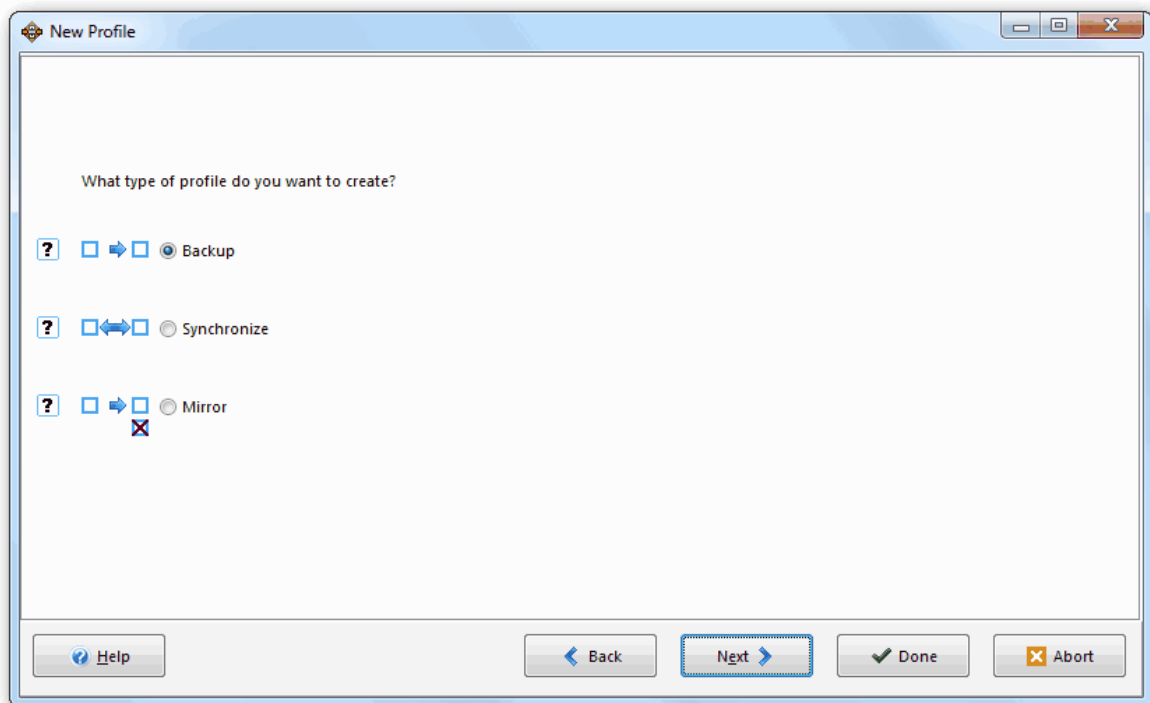 New Profile
What type of profile do you want to create?
? Backup
? Synchronize
? Mirror
Help Back Next Done Abort